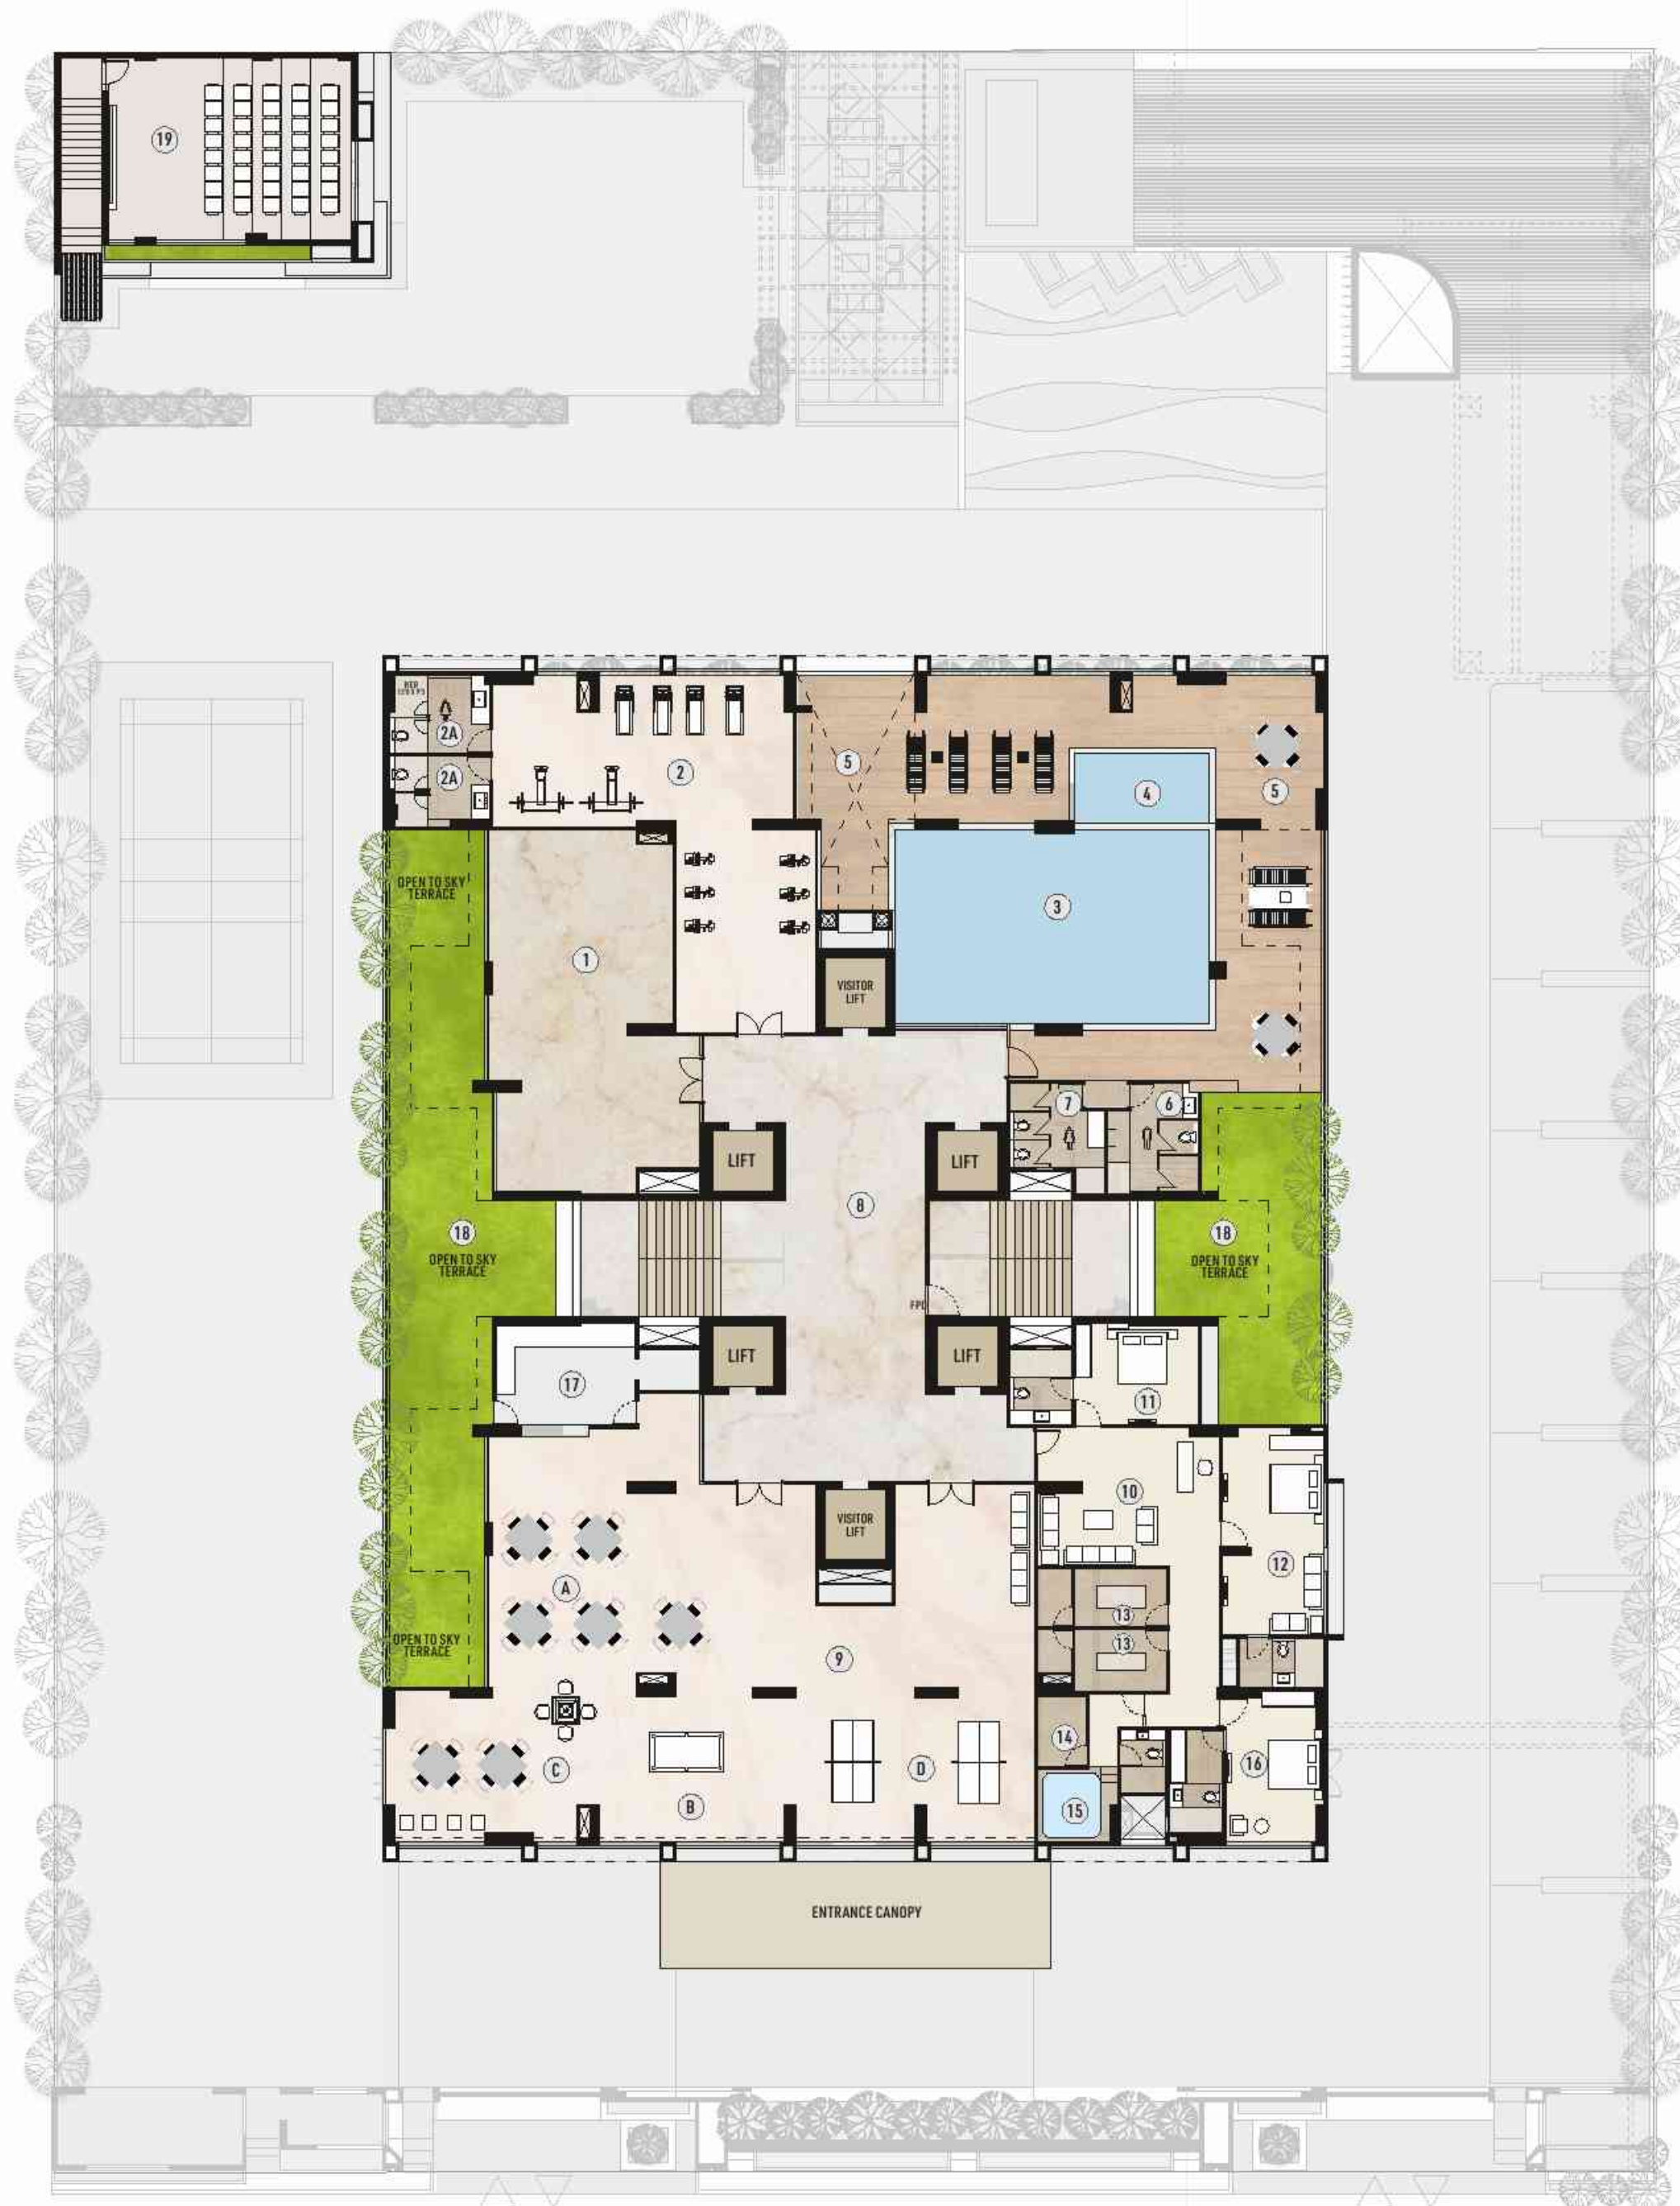 19
2A
2A
2
5
4
5
OPEN TO SKY
TERRACE
3
1
VISITOR
LIFT
7
6
LIFT
LIFT
8
18
OPEN TO SKY
TERRACE
18
OPEN TO SKY
TERRACE
LIFT
LIFT
17
11
10
VISITOR
LIFT
12
A
13
13
OPEN TO SKY
TERRACE
9
14
C
D
16
B
15
ENTRANCE CANOPY